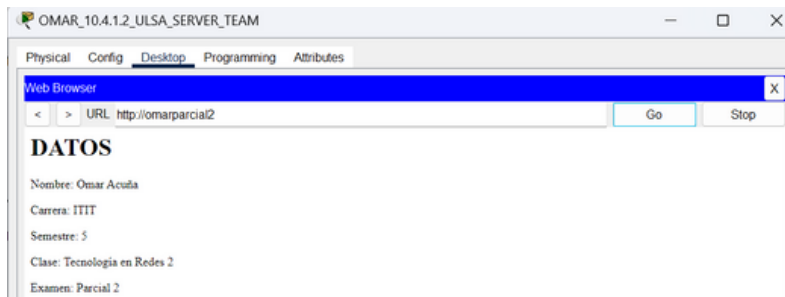 OMAR_10.4.1.2_ULSA_SERVER_TEAM
Physical Config Desktop Programming Attributes
Web Browser X
< > URL http://omarparcial2 Go Stop
DATOS
Nombre: Omar Acuña
Carrera: ITIT
Semestre: 5
Clase: Tecnologia en Redes 2
Examen: Parcial 2